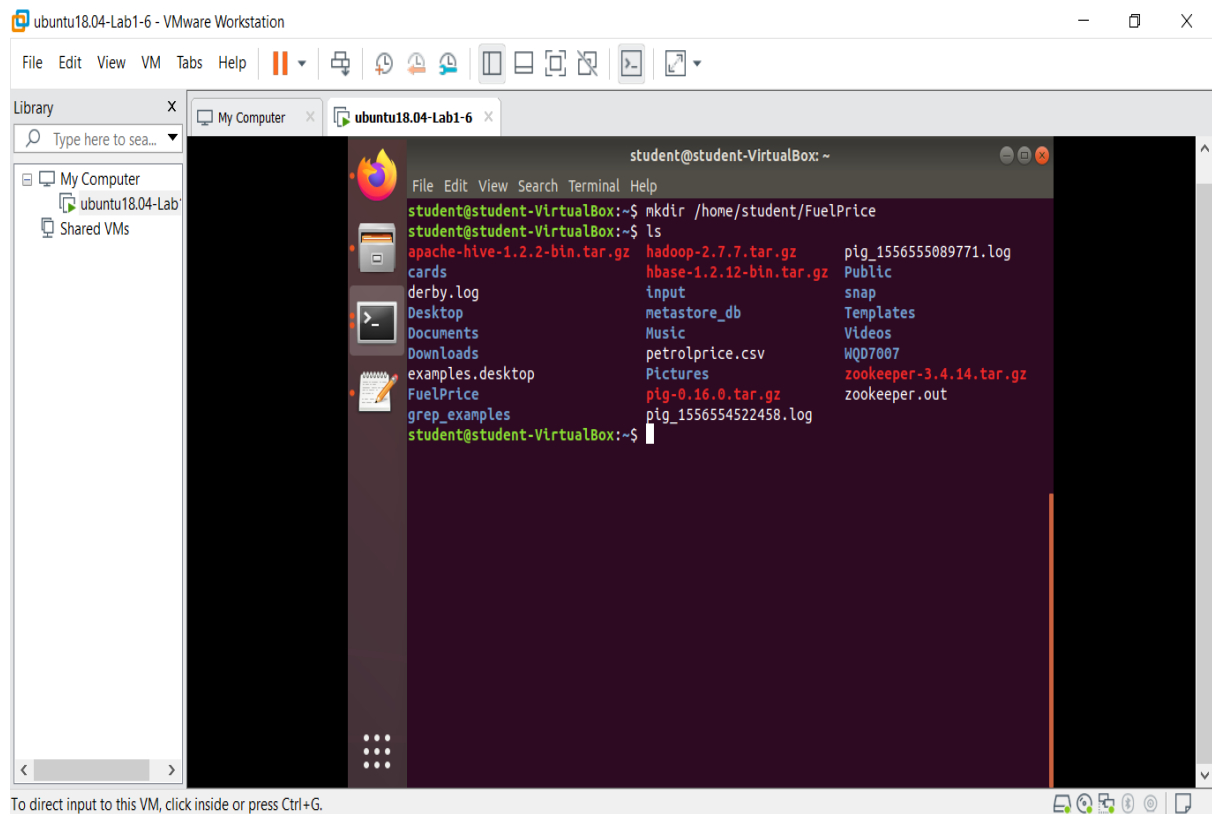 ubuntu18.04-Lab1-6 - VMware Workstation
File Edit View VM Tabs Help
Library X
Type here to sea...
My Computer
ubuntu18.04-Lab1
Shared VMs
My Computer X
ubuntu18.04-Lab1-6 X
student@student-VirtualBox: ~
File Edit View Search Terminal Help
student@student-VirtualBox:~$ mkdir /home/student/FuelPrice
student@student-VirtualBox:~$ ls
apache-hive-1.2.2-bin.tar.gz hadoop-2.7.7.tar.gz pig_1556555089771.log
cards hbase-1.2.12-bin.tar.gz Public
derby.log input snap
Desktop metastore_db Templates
Documents Music Videos
Downloads petrolprice.csv WQD7007
examples.desktop Pictures zookeeper-3.4.14.tar.gz
FuelPrice pig-0.16.0.tar.gz zookeeper.out
grep_examples pig_1556554522458.log
student@student-VirtualBox:~$
To direct input to this VM, click inside or press Ctrl+G.